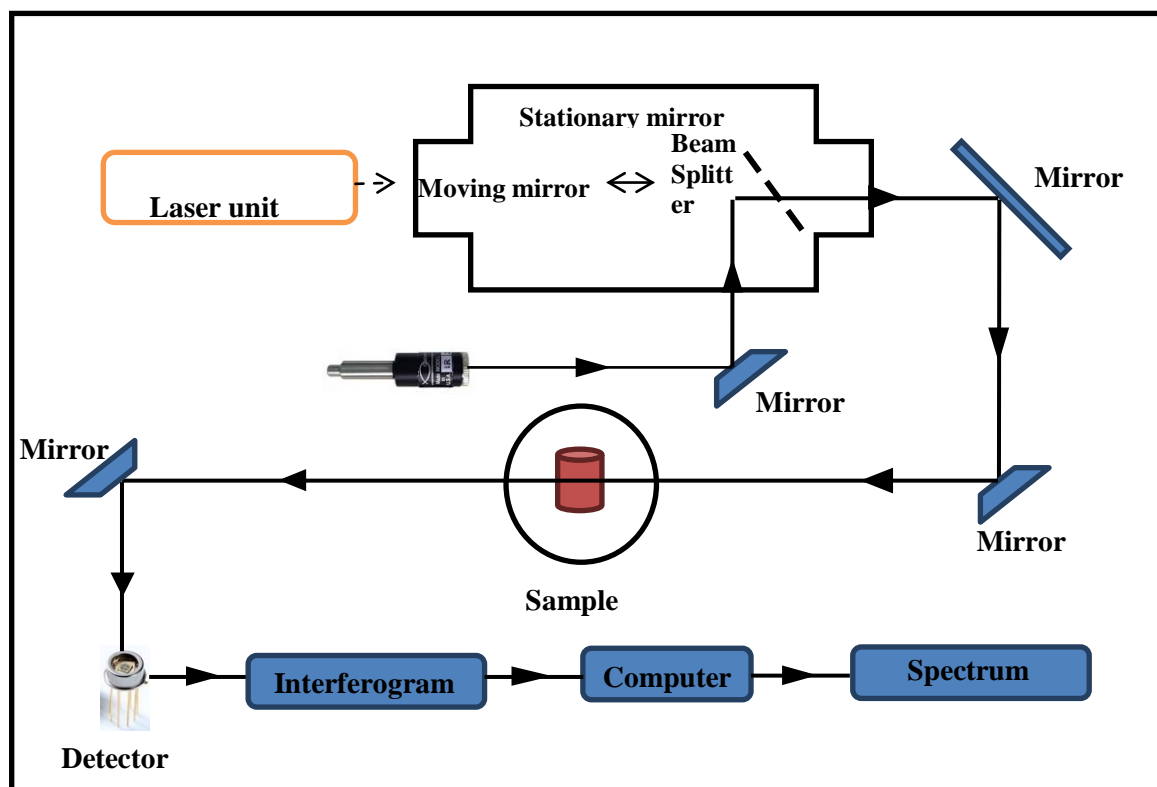 Stationary mirror
Beam
Splitt
er
Moving mirror
Laser unit
Mirror
Mirror
Mirror
Mirror
Sample
Interferogram
Computer
Spectrum
Detector